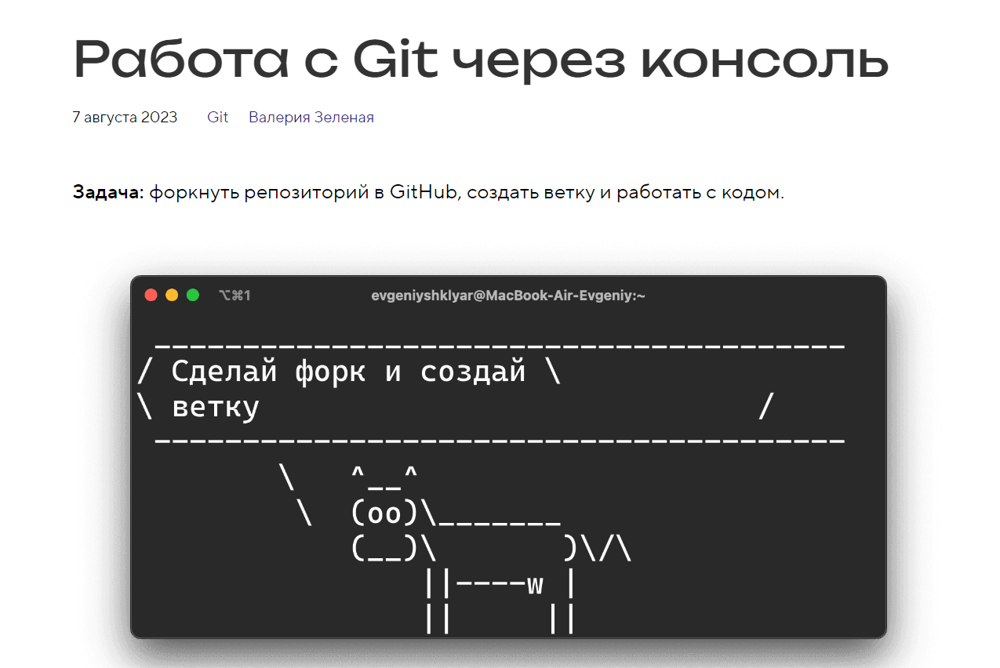 Работа с Git через консоль
7 августа 2023 Git Валерия Зеленая
Задача: форкнуть репозиторий в GitHub, создать ветку и работать с кодом.
⌥⌘1 evgeniyshklyar@MacBook-Air-Evgeniy:~
_______________________________________
/ Сделай форк и создай \
\ ветку /
---------------------------------------
\ ^__^
\ (oo)\_______
(__)\ )\/\
||----w |
|| ||